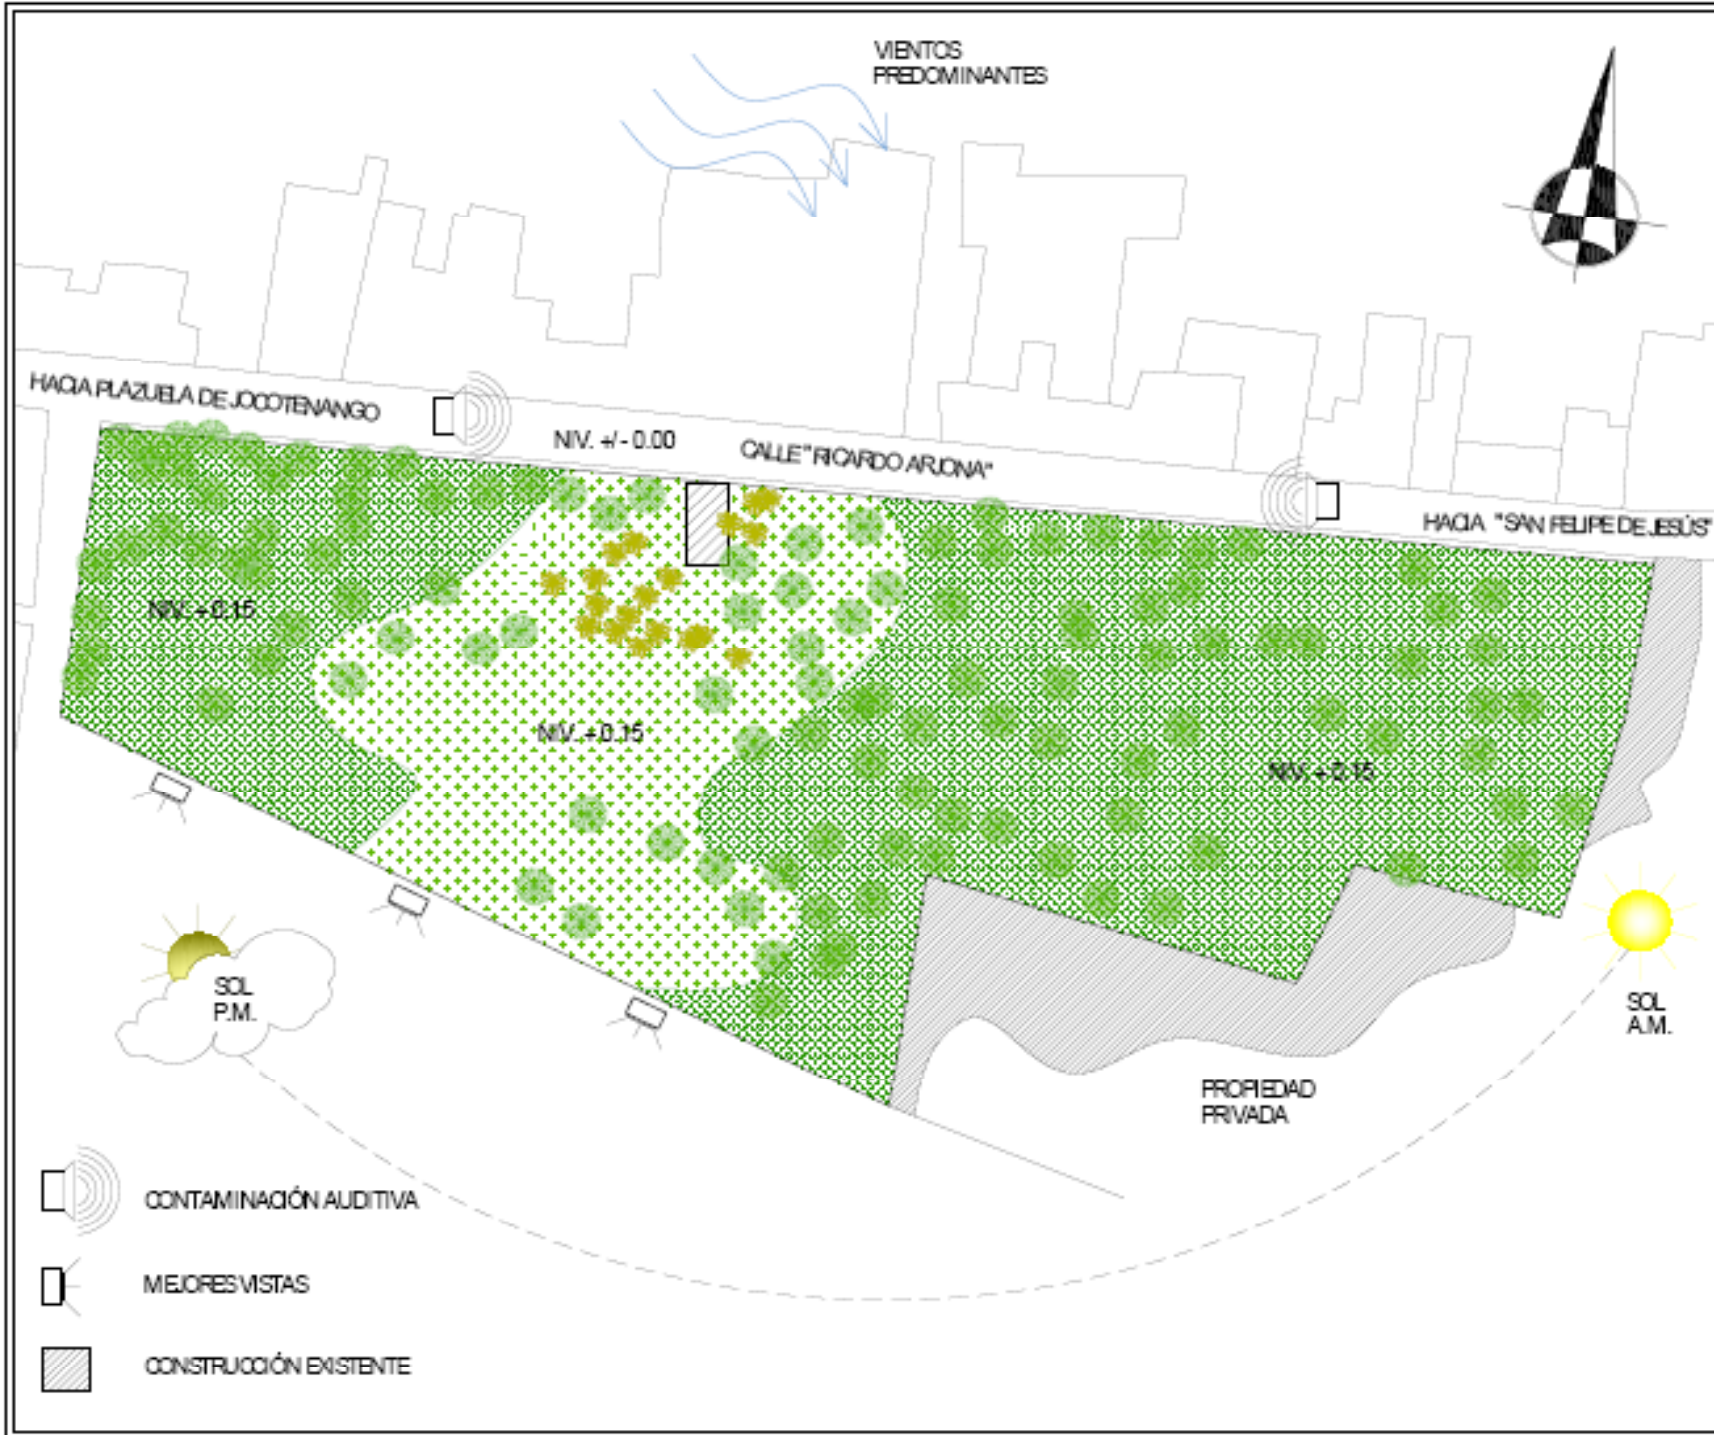 VIENTOS
PREDOMINANTES
HACIA PLAZUELA DE JOCOTENANGO
NIV. +/- 0.00
CALLE "RICARDO ARJONA"
HACIA "SAN FELIPE DE JESÚS"
NIV. + 0.15
NIV. + 0.15
NIV. + 0.15
SOL
P.M.
SOL
A.M.
PROPIEDAD
PRIVADA
CONTAMINACIÓN AUDITIVA
MEJORES VISTAS
CONSTRUCCIÓN EXISTENTE